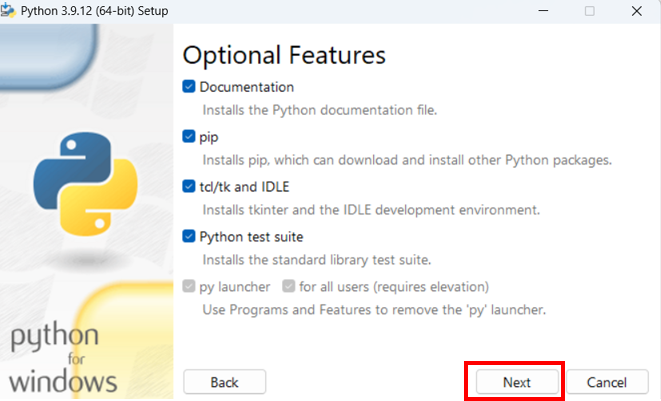 Python 3.9.12 (64-bit) Setup
Optional Features
Documentation
Installs the Python documentation file.
pip
Installs pip, which can download and install other Python packages.
tcl/tk and IDLE
Installs tkinter and the IDLE development environment.
Python test suite
Installs the standard library test suite.
py launcher for all users (requires elevation)
Use Programs and Features to remove the 'py' launcher.
python
for
windows
Back Next Cancel